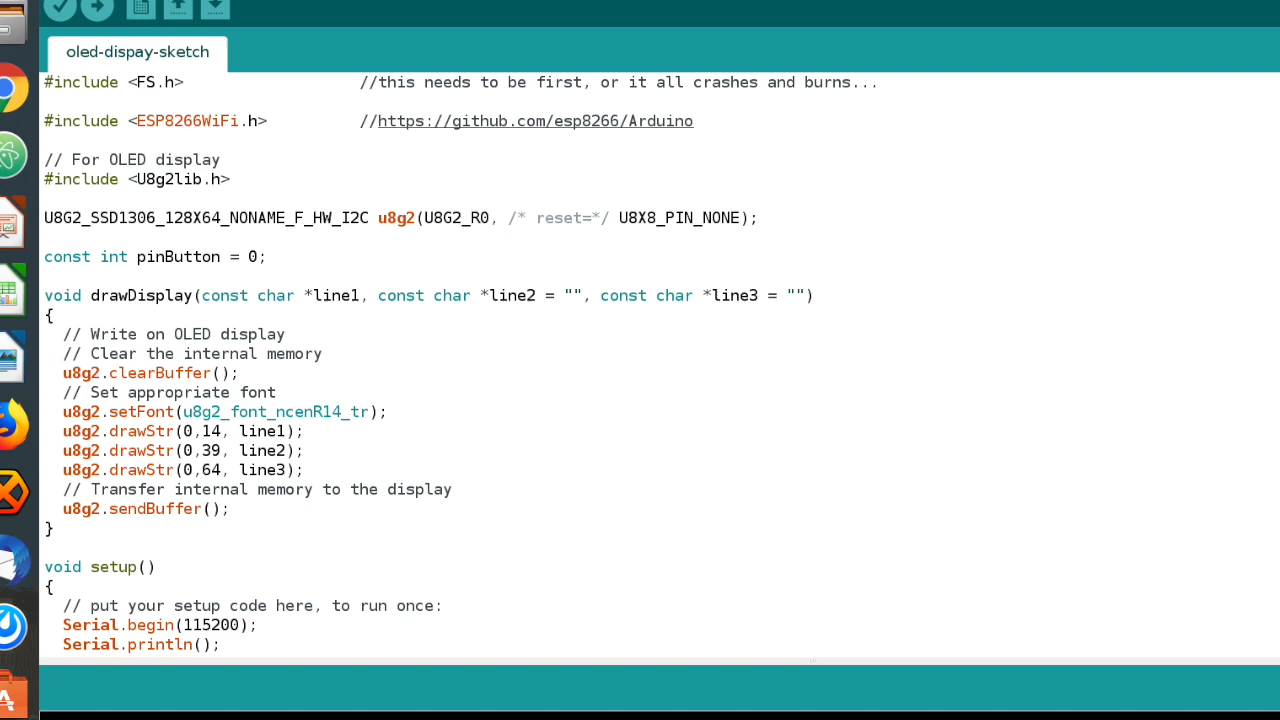 oled-dispay-sketch
#include <FS.h> //this needs to be first, or it all crashes and burns...
#include <ESP8266WiFi.h> //https://github.com/esp8266/Arduino
// For OLED display
#include <U8g2lib.h>
U8G2_SSD1306_128X64_NONAME_F_HW_I2C u8g2(U8G2_R0, /* reset=*/ U8X8_PIN_NONE);
const int pinButton = 0;
void drawDisplay(const char *line1, const char *line2 = "", const char *line3 = "")
{
// Write on OLED display
// Clear the internal memory
u8g2.clearBuffer();
// Set appropriate font
u8g2.setFont(u8g2_font_ncenR14_tr);
u8g2.drawStr(0,14, line1);
u8g2.drawStr(0,39, line2);
u8g2.drawStr(0,64, line3);
// Transfer internal memory to the display
u8g2.sendBuffer();
}
void setup()
{
// put your setup code here, to run once:
Serial.begin(115200);
Serial.println();